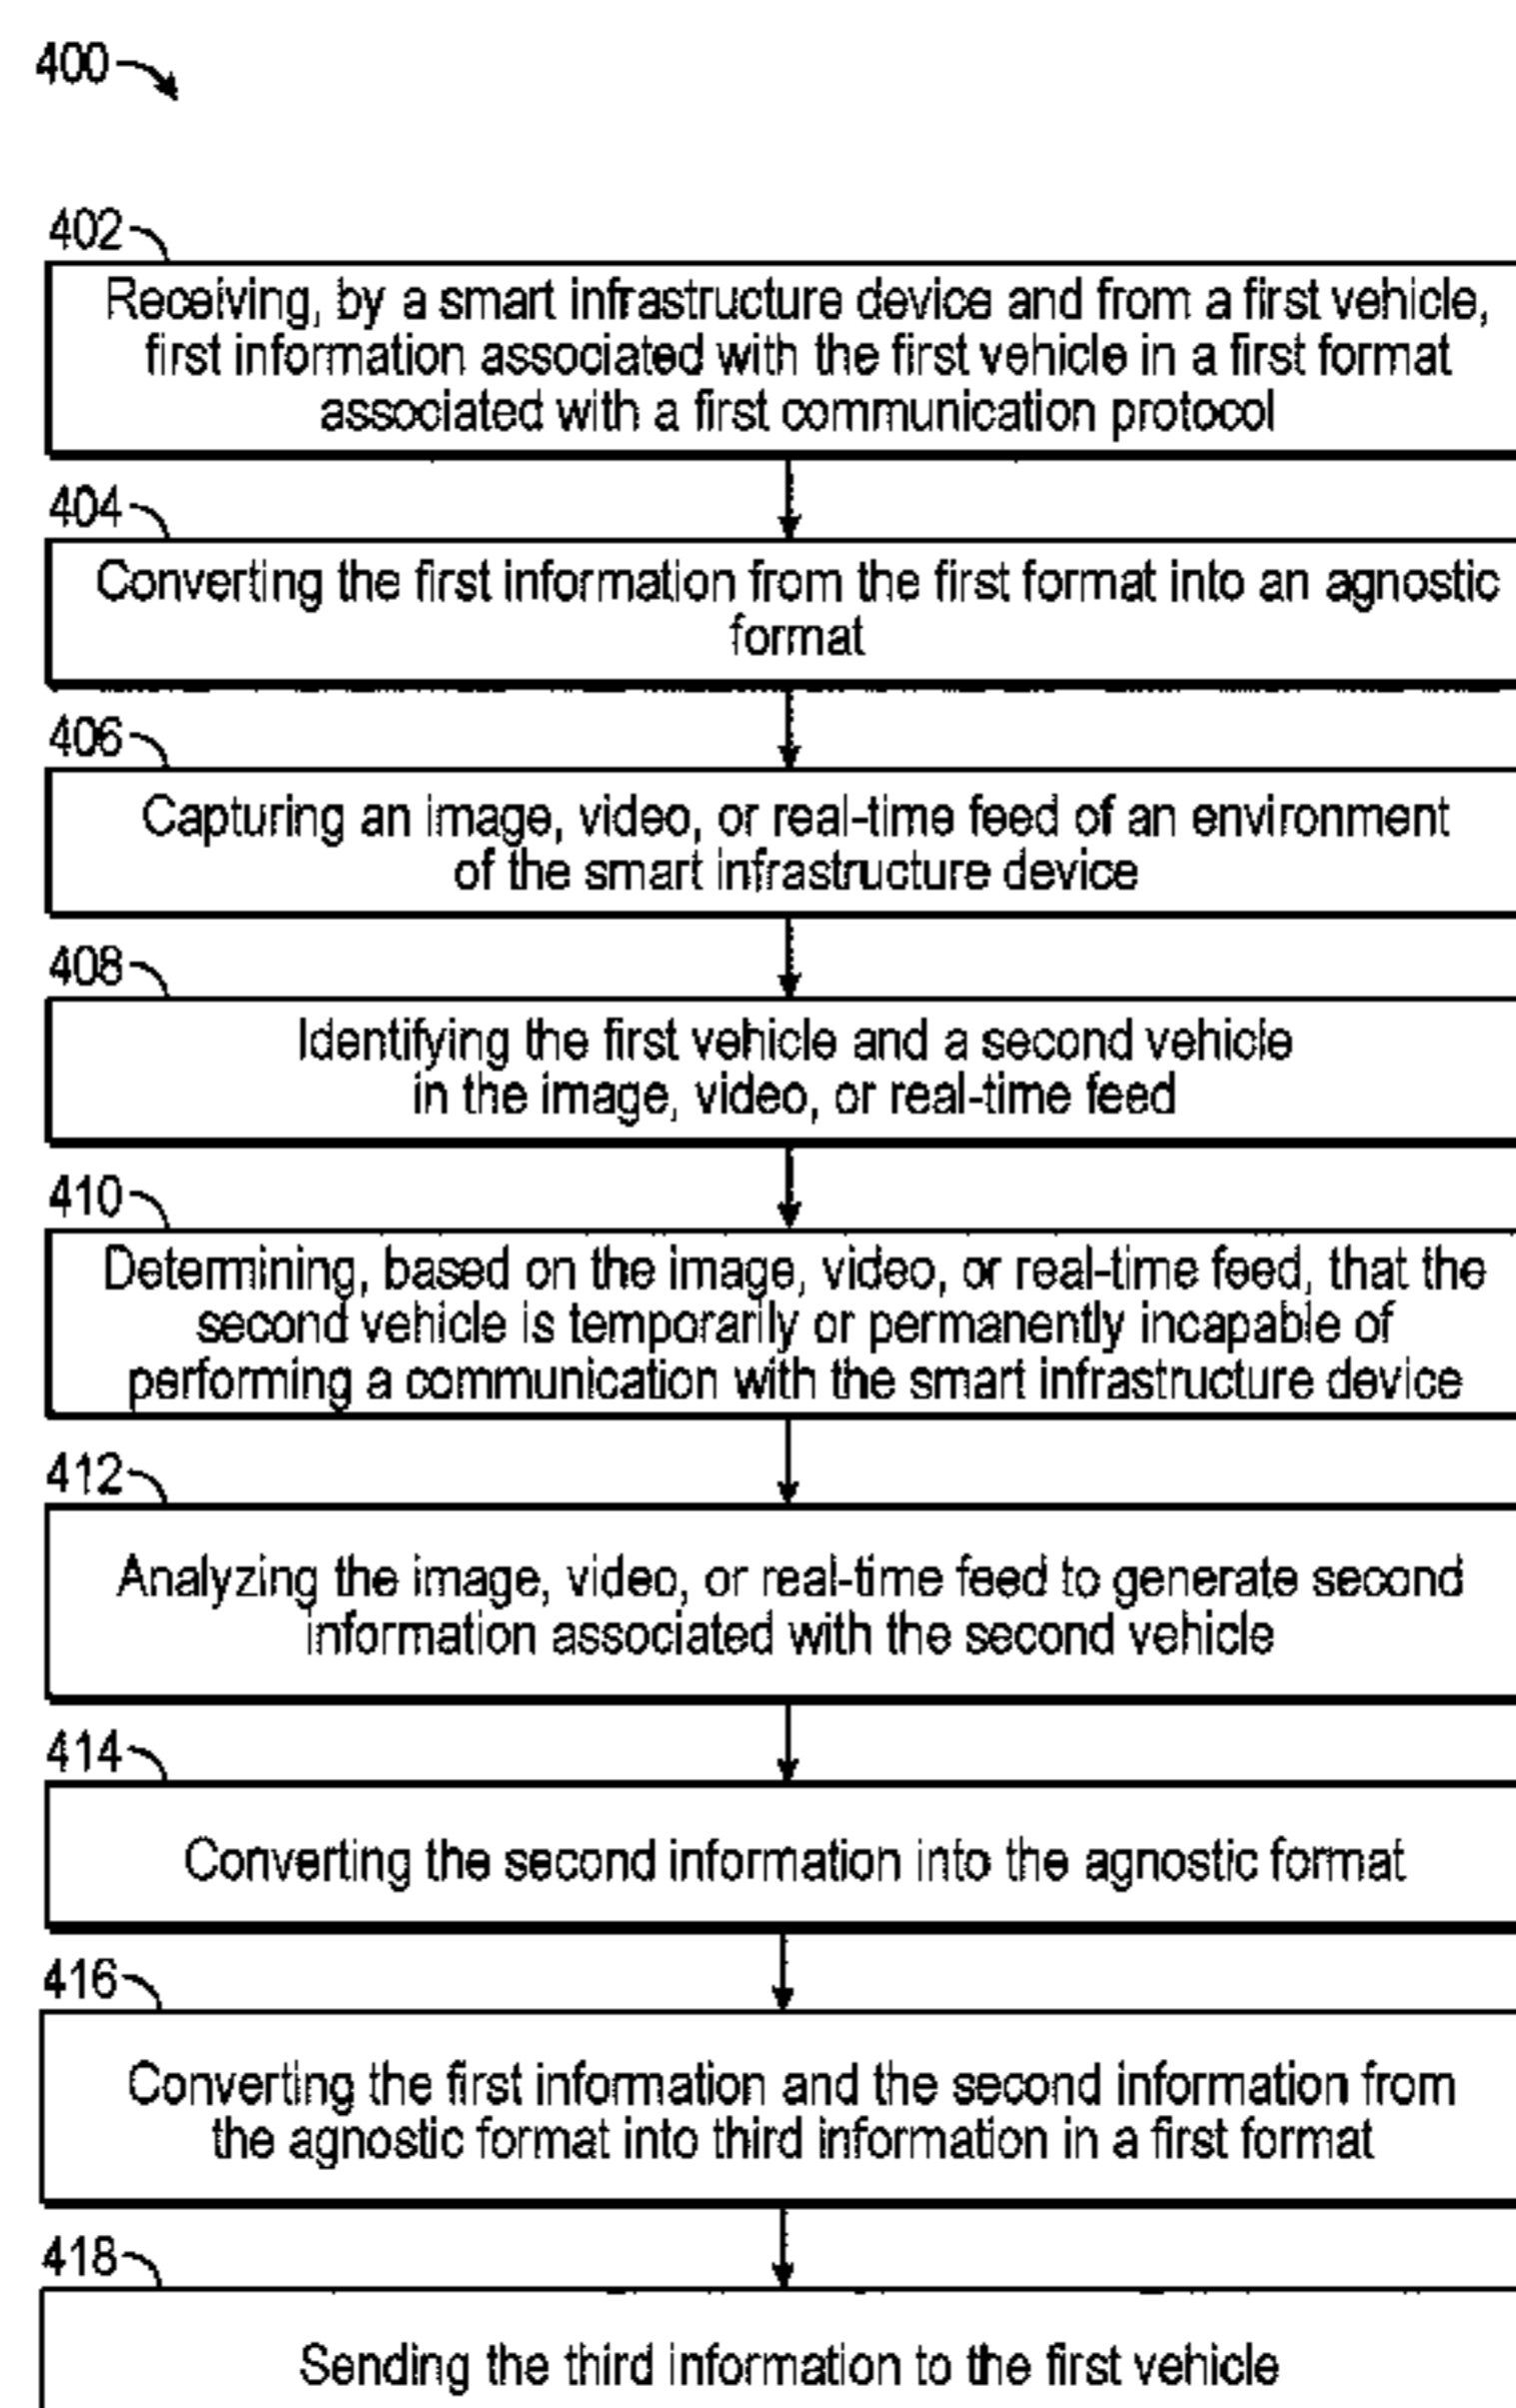 400
402
Receiving, by a smart infrastructure device and from a first vehicle,
first information associated with the first vehicle in a first format
associated with a first communication protocol
404
Converting the first information from the first format into an agnostic
format
406
Capturing an image, video, or real-time feed of an environment
of the smart infrastructure device
408
Identifying the first vehicle and a second vehicle
in the image, video, or real-time feed
410
Determining, based on the image, video, or real-time feed, that the
second vehicle is temporarily or permanently incapable of
performing a communication with the smart infrastructure device
412
Analyzing the image, video, or real-time feed to generate second
information associated with the second vehicle
414
Converting the second information into the agnostic format
416
Converting the first information and the second information from
the agnostic format into third information in a first format
418
Sending the third information to the first vehicle